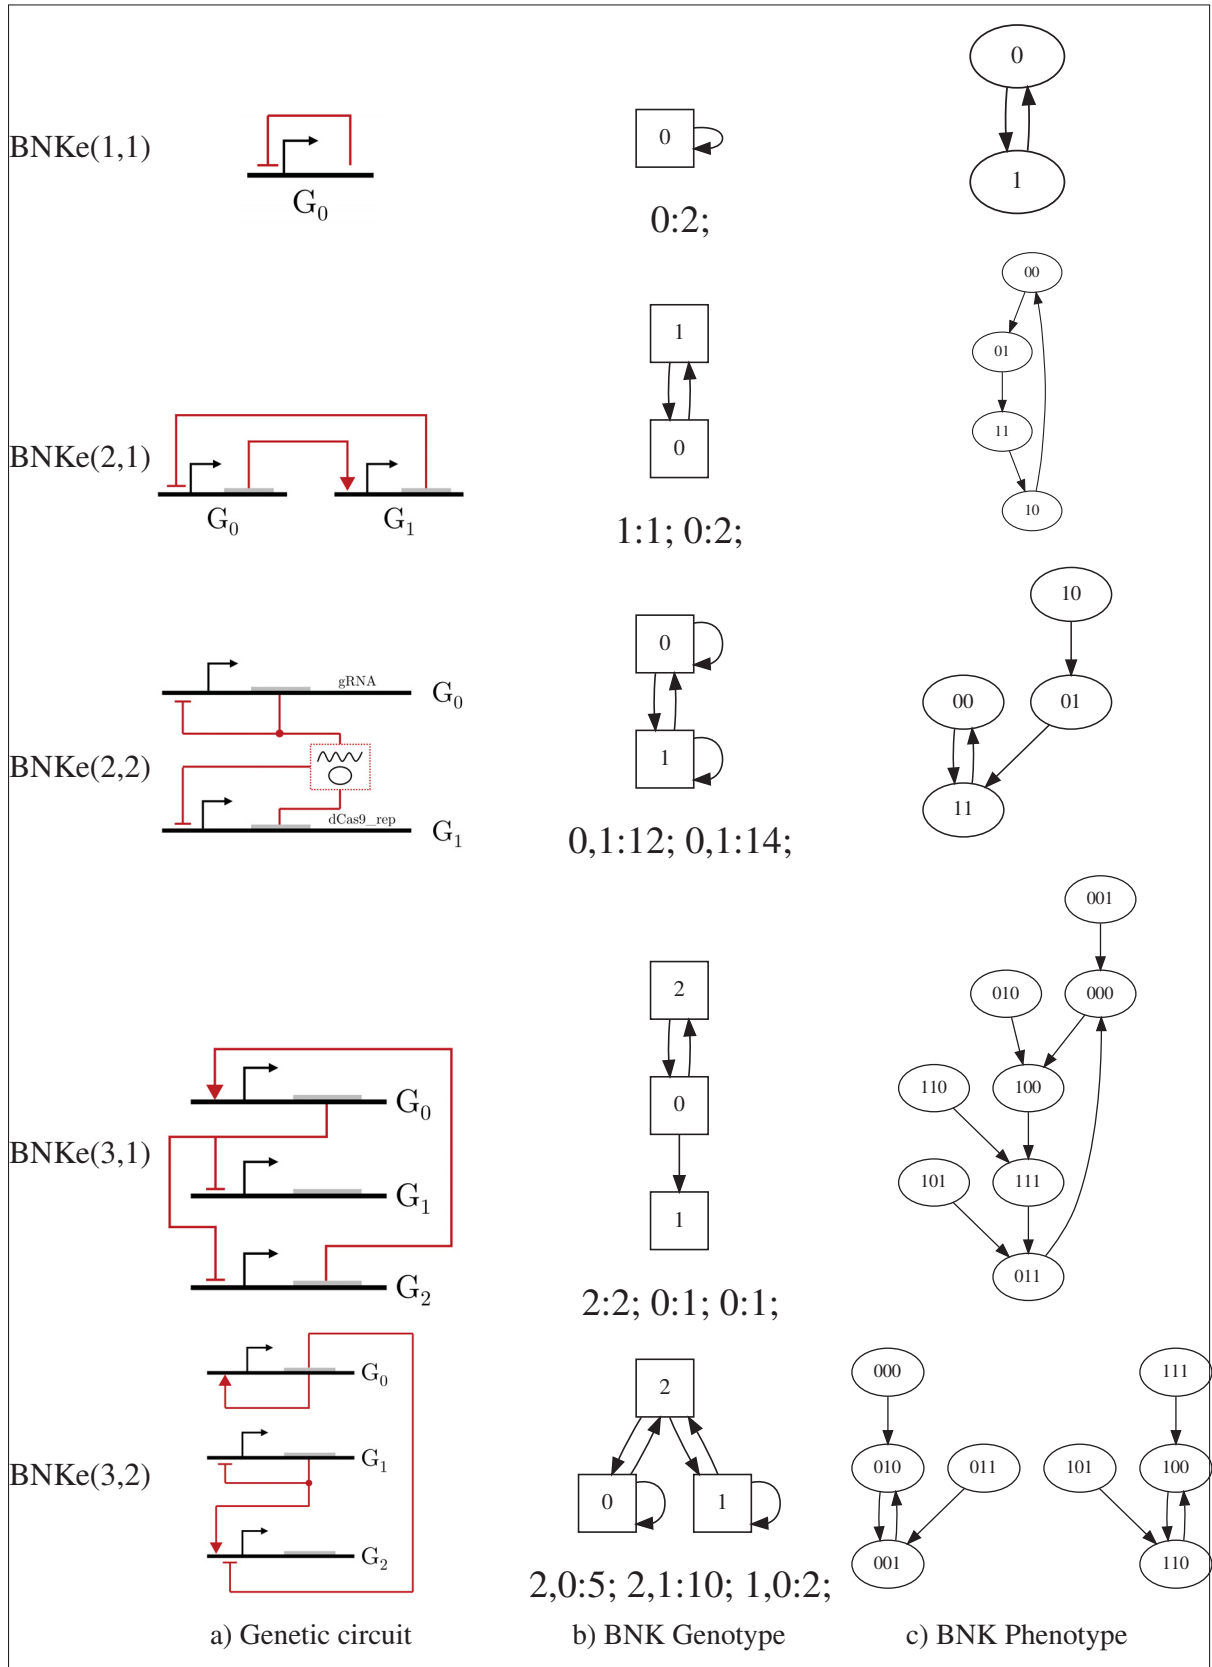 BNKe(1,1)
G0
0
0:2;
0
1
BNKe(2,1)
G0
G1
1
0
1:1; 0:2;
00
01
11
10
BNKe(2,2)
gRNA
G0
dCas9_rep
G1
0
1
0,1:12; 0,1:14;
10
00
01
11
BNKe(3,1)
G0
G1
G2
2
0
1
2:2; 0:1; 0:1;
001
010
000
110
100
101
111
011
BNKe(3,2)
G0
G1
G2
2
0
1
2,0:5; 2,1:10; 1,0:2;
000
111
010
011
101
100
001
110
a) Genetic circuit
b) BNK Genotype
c) BNK Phenotype